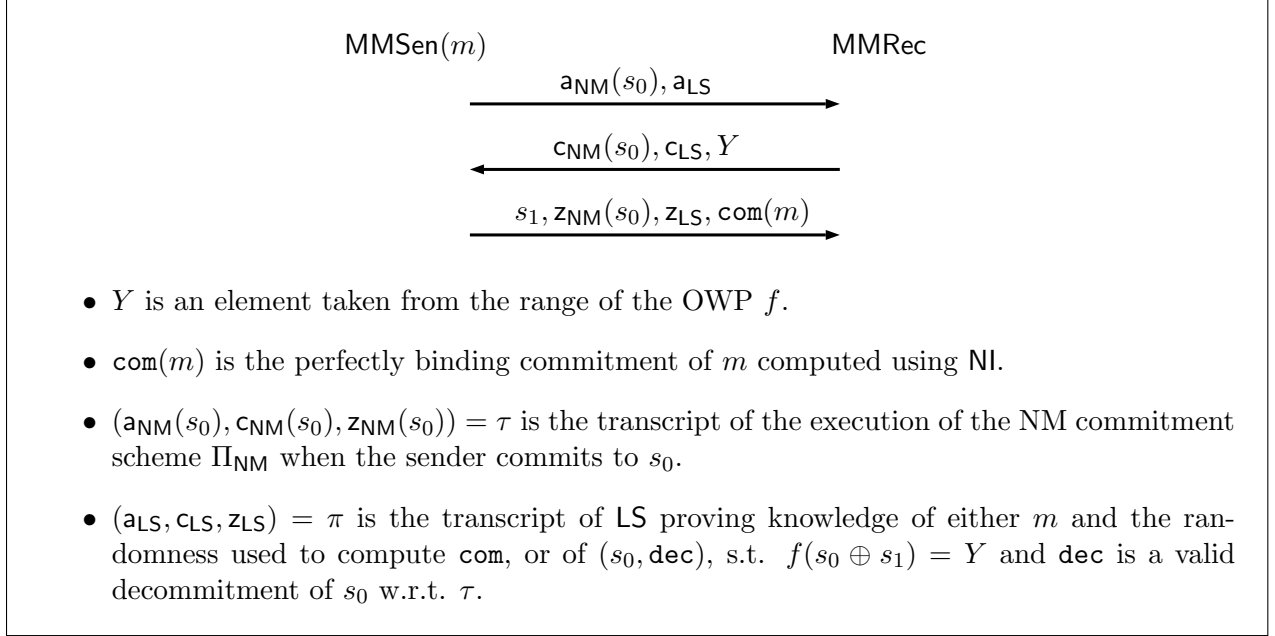 MMSen(m) MMRec
a_NM(s_0), a_LS
c_NM(s_0), c_LS, Y
s_1, z_NM(s_0), z_LS, com(m)
• Y is an element taken from the range of the OWP f.
• com(m) is the perfectly binding commitment of m computed using NI.
• (a_NM(s_0), c_NM(s_0), z_NM(s_0)) = τ is the transcript of the execution of the NM commitment
scheme Π_NM when the sender commits to s_0.
• (a_LS, c_LS, z_LS) = π is the transcript of LS proving knowledge of either m and the ran-
domness used to compute com, or of (s_0, dec), s.t. f(s_0 ⊕ s_1) = Y and dec is a valid
decommitment of s_0 w.r.t. τ.